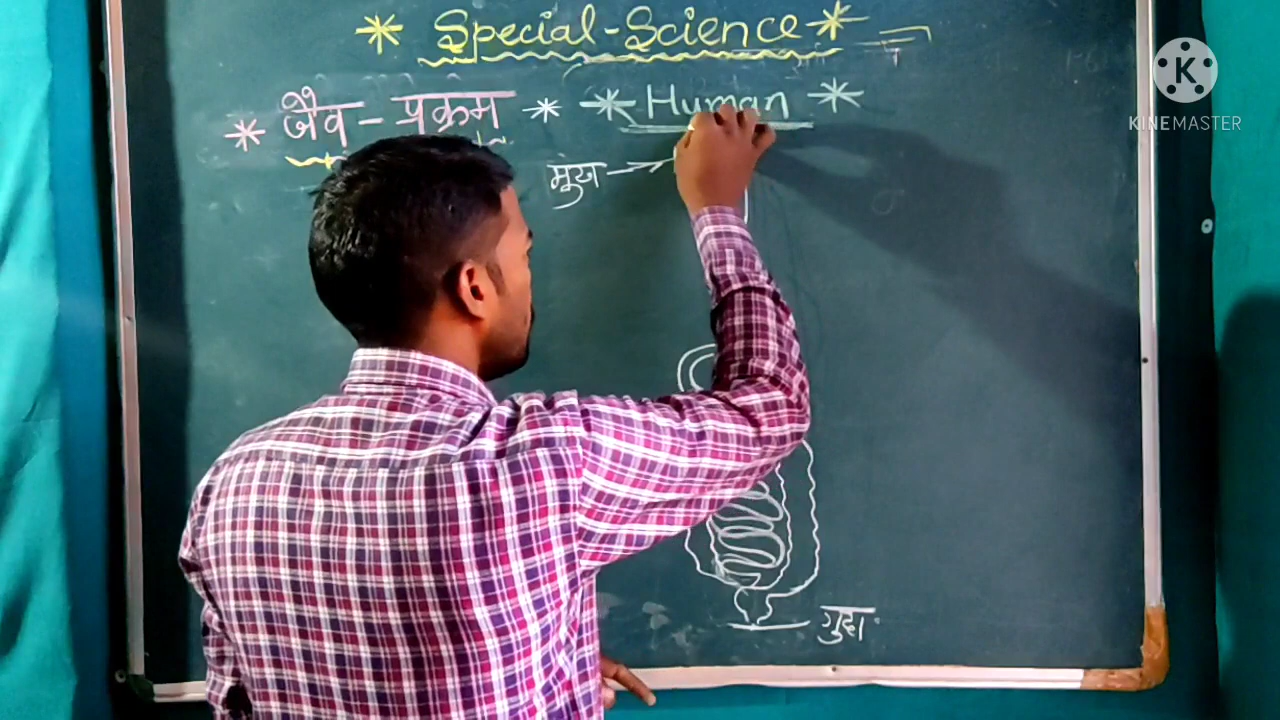 * Special-Science *
* जैव-प्रक्रम * * Human *
मुख
गुदा
K
KINEMASTER